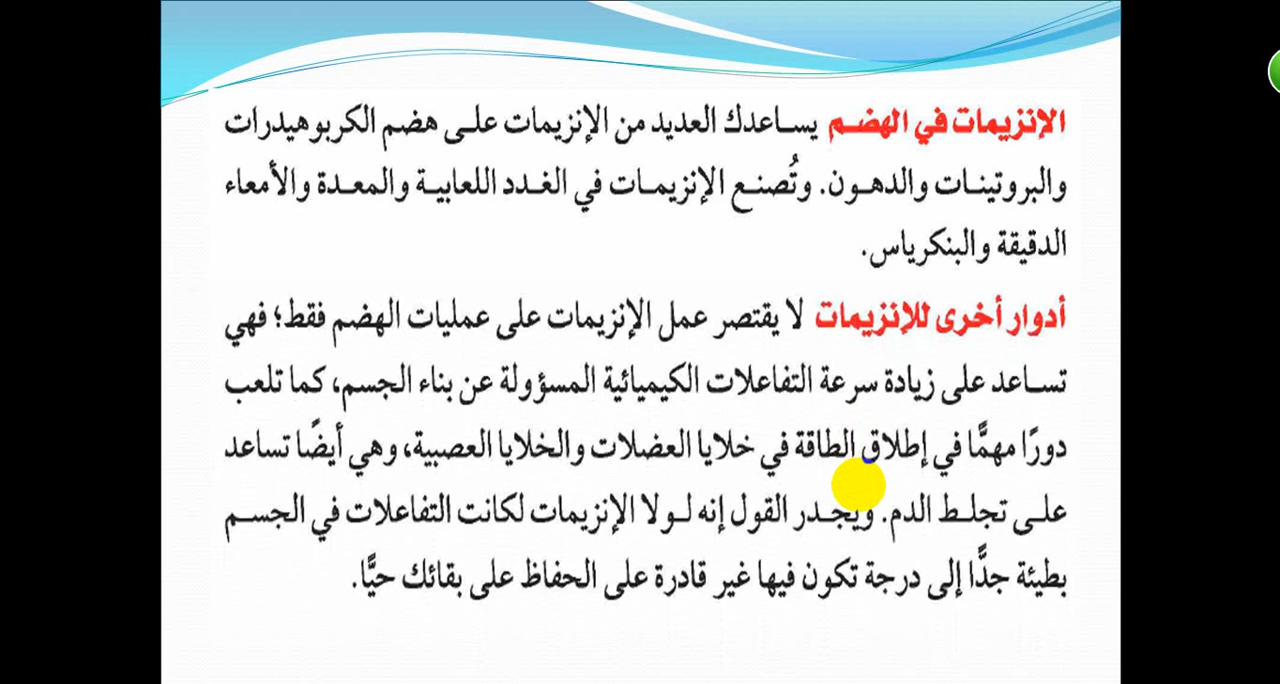 الإنزيمات في الهضم يساعدك العديد من الإنزيمات على هضم الكربوهيدرات
والبروتينات والدهون. وتُصنع الإنزيمات في الغدد اللعابية والمعدة والأمعاء
الدقيقة والبنكرياس.
أدوار أخرى للإنزيمات لا يقتصر عمل الإنزيمات على عمليات الهضم فقط؛ فهي
تساعد على زيادة سرعة التفاعلات الكيميائية المسؤولة عن بناء الجسم، كما تلعب
دورًا مهمًّا في إطلاق الطاقة في خلايا العضلات والخلايا العصبية، وهي أيضًا تساعد
على تجلط الدم. ويجدر القول إنه لولا الإنزيمات لكانت التفاعلات في الجسم
بطيئة جدًّا إلى درجة تكون فيها غير قادرة على الحفاظ على بقائك حيًّا.